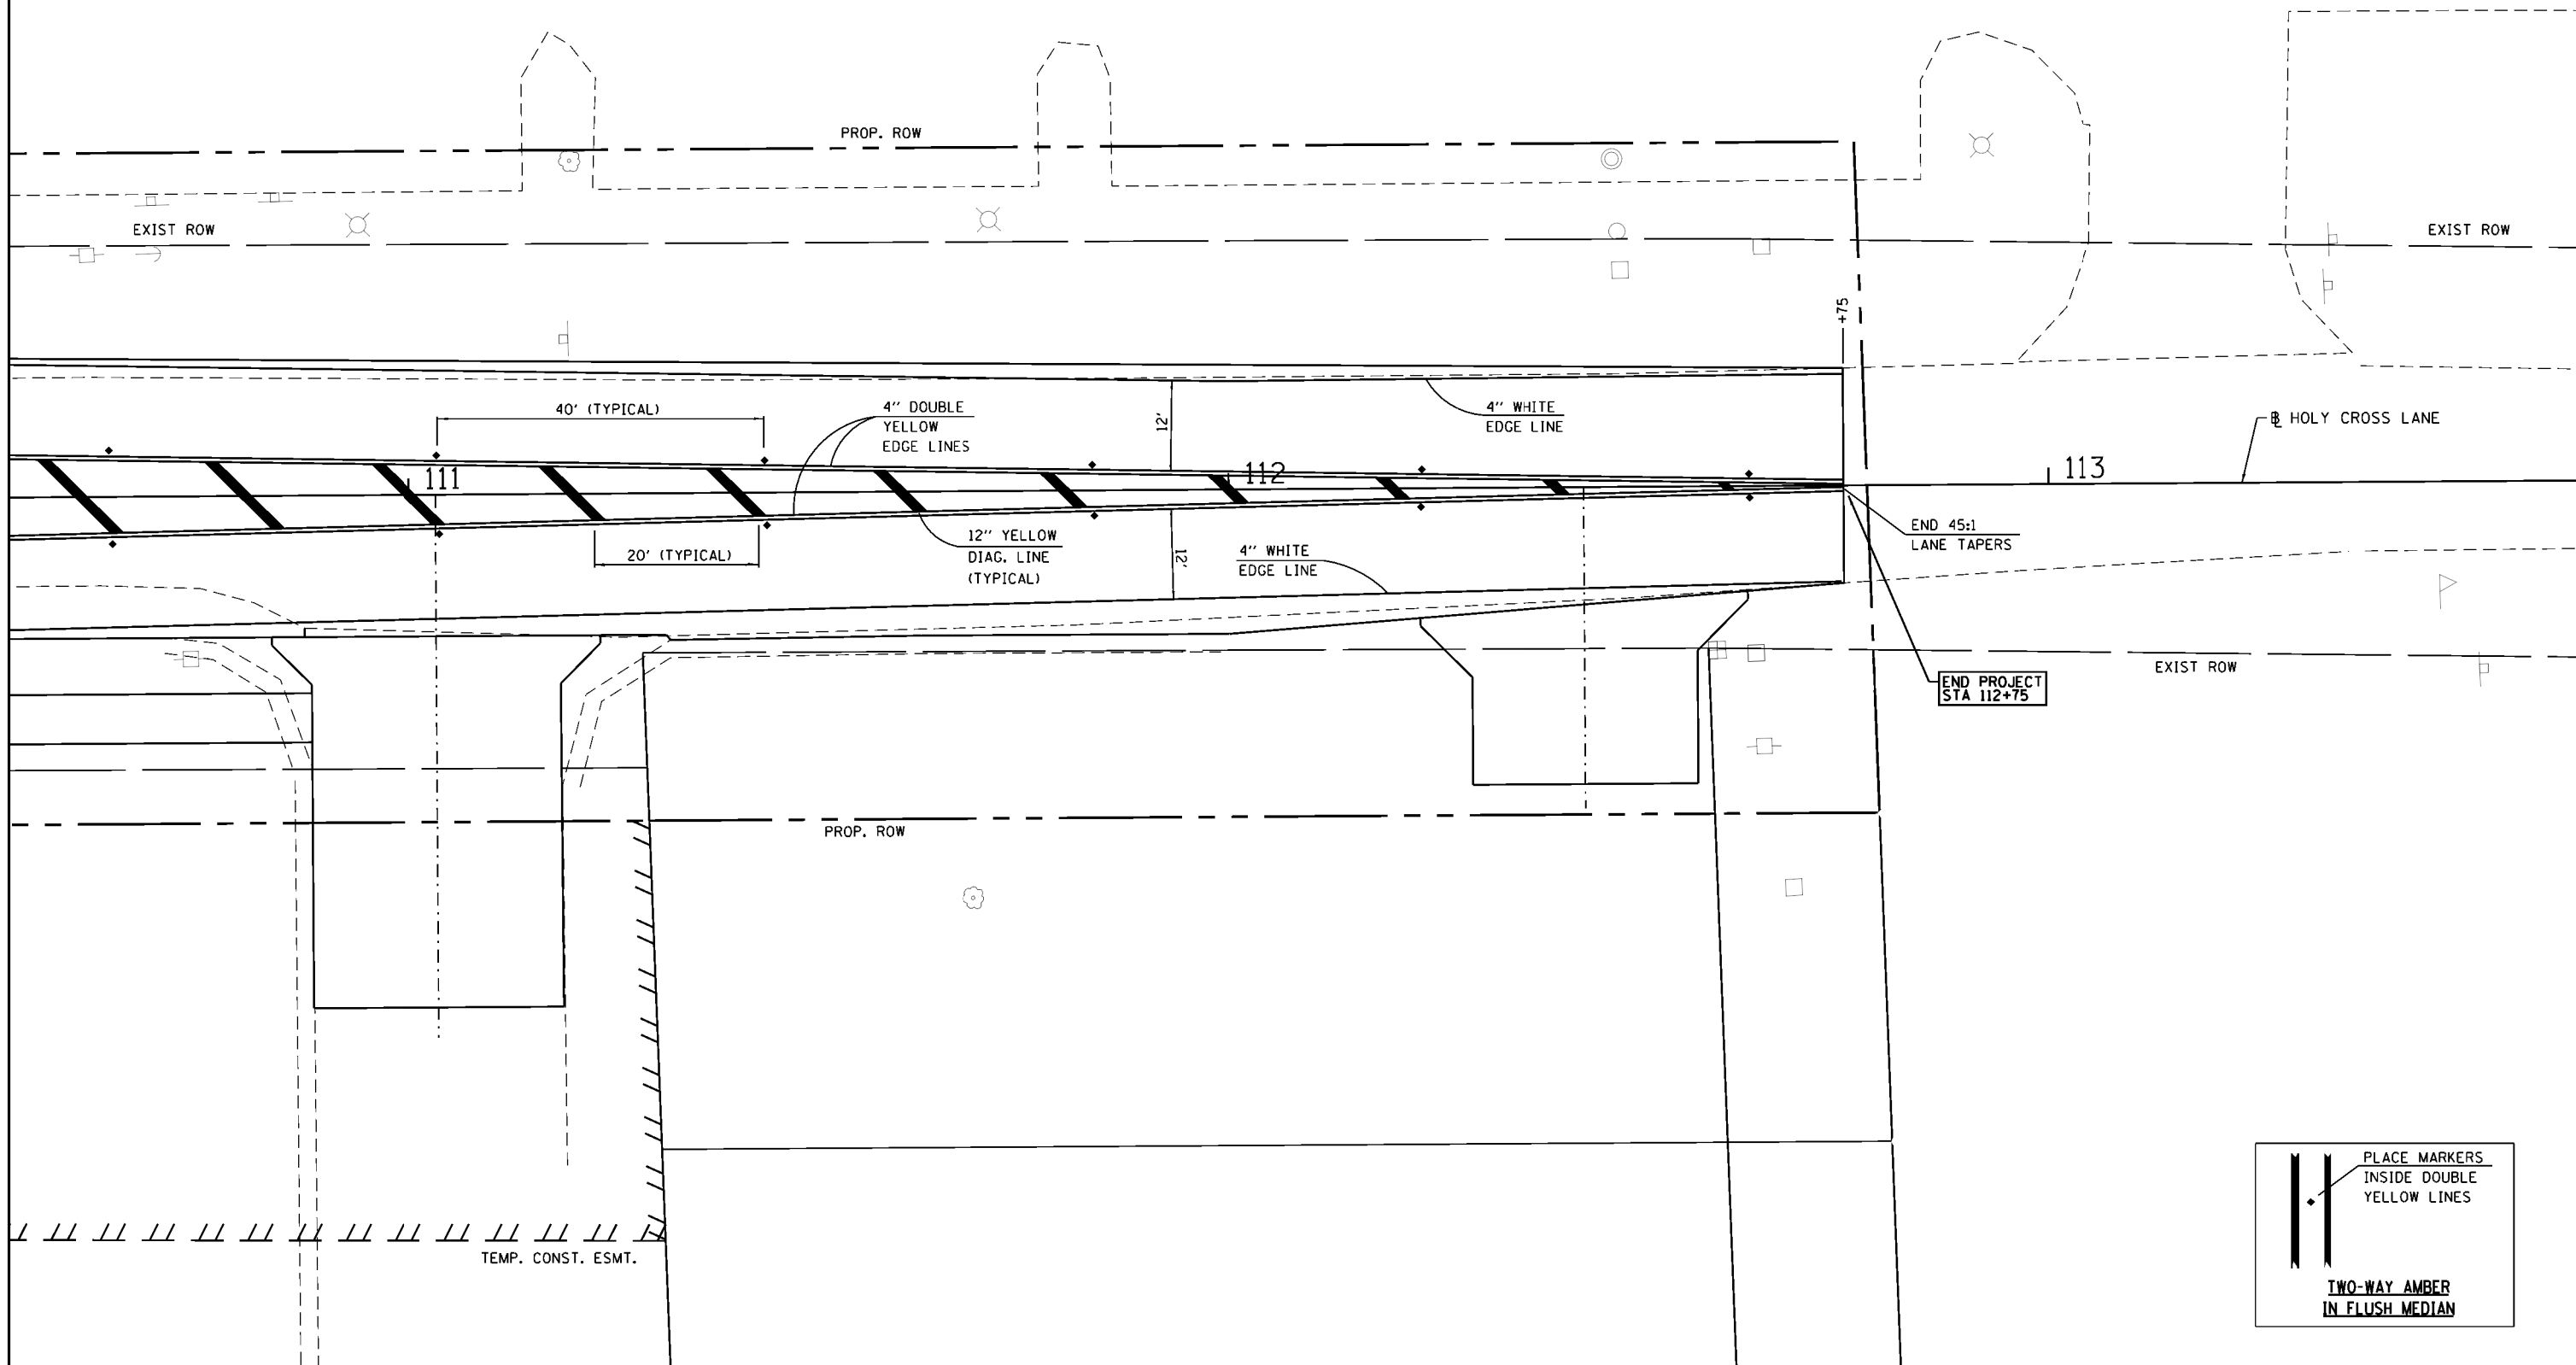 PROP. ROW
EXIST ROW
EXIST ROW
+75
40' (TYPICAL)
4'' DOUBLE
YELLOW
EDGE LINES
12'
4'' WHITE
EDGE LINE
℄ HOLY CROSS LANE
111
112
113
12'' YELLOW
DIAG. LINE
(TYPICAL)
20' (TYPICAL)
12'
4'' WHITE
EDGE LINE
END 45:1
LANE TAPERS
EXIST ROW
END PROJECT
STA 112+75
PROP. ROW
TEMP. CONST. ESMT.
PLACE MARKERS
INSIDE DOUBLE
YELLOW LINES
TWO-WAY AMBER
IN FLUSH MEDIAN